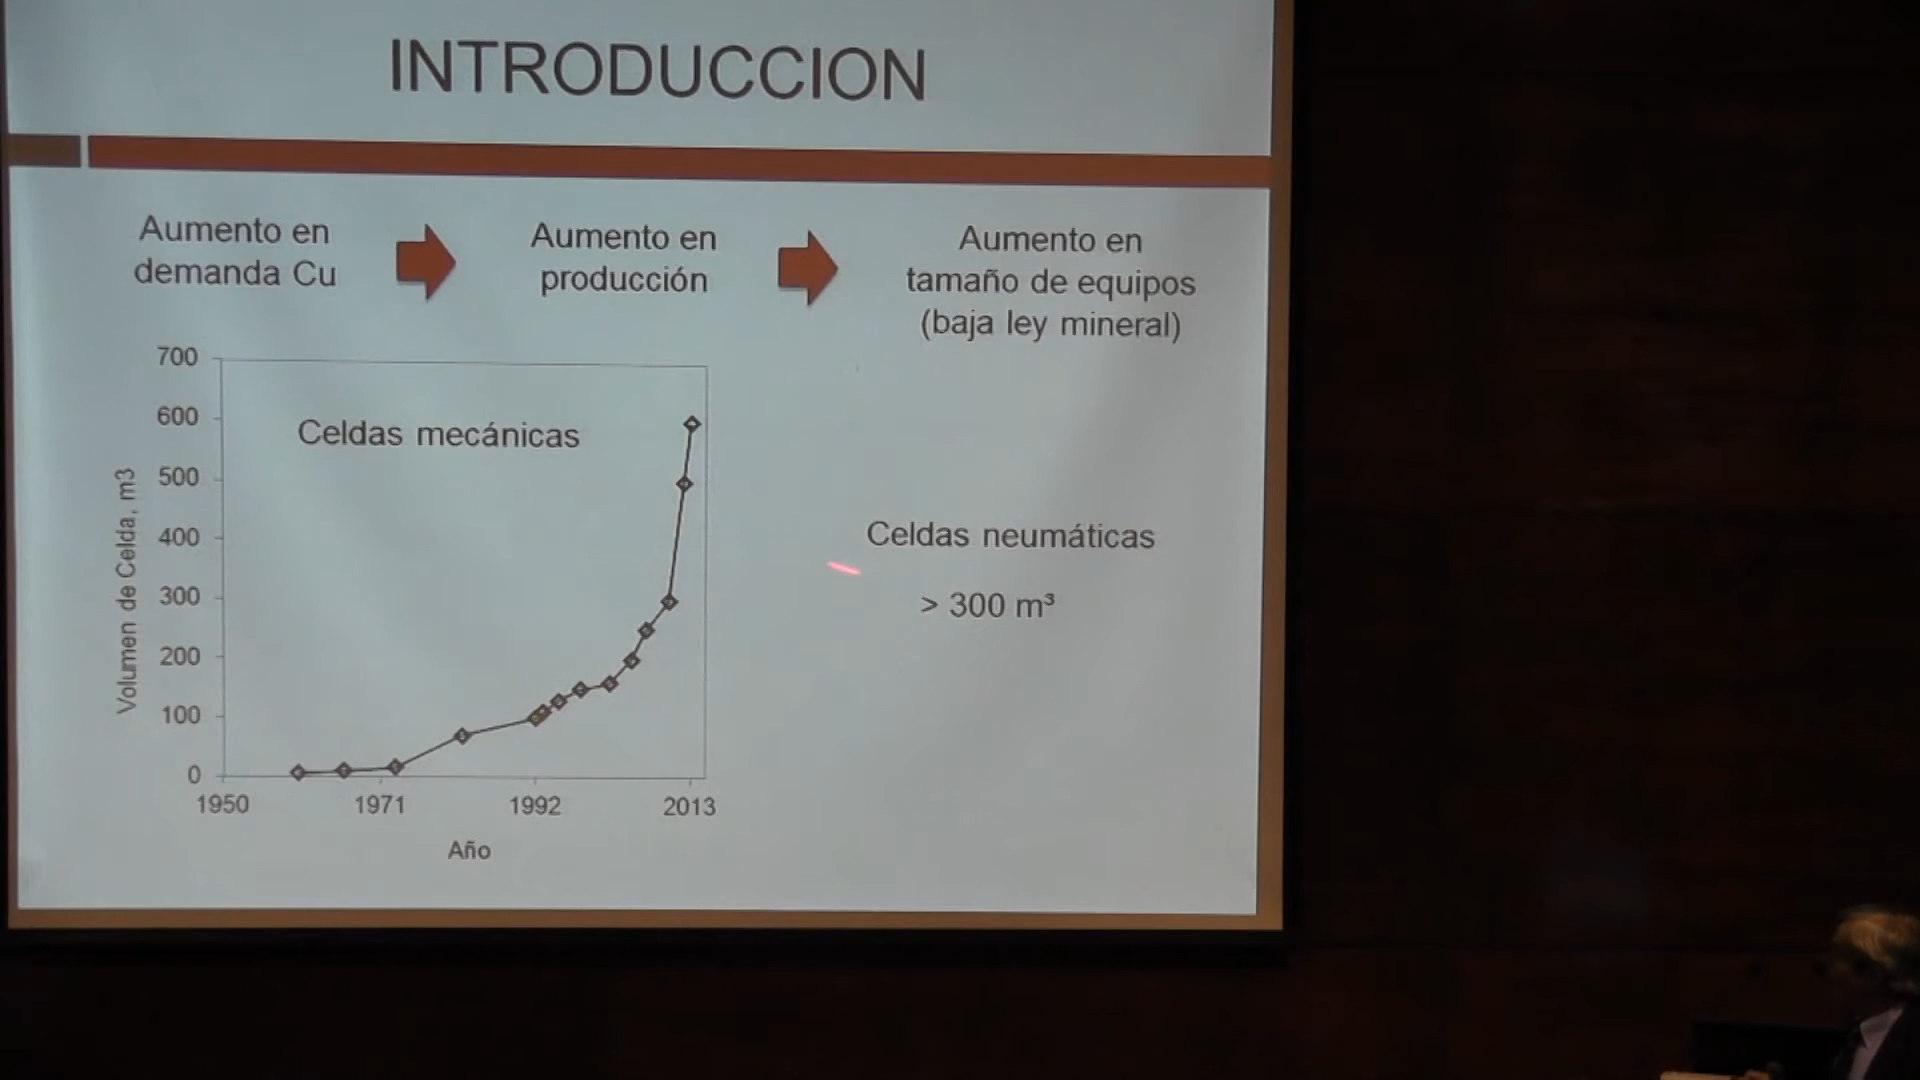 INTRODUCCION
Aumento en
demanda Cu
Aumento en
producción
Aumento en
tamaño de equipos
(baja ley mineral)
700
600
500
400
300
200
100
0
Volumen de Celda, m3
Celdas mecánicas
1950
1971
1992
2013
Año
Celdas neumáticas
> 300 m³